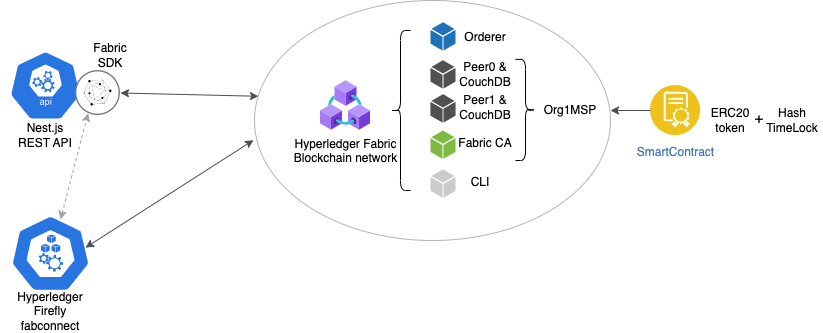 Fabric
SDK
api
Nest.js
REST API
Hyperledger
Firefly
fabconnect
Hyperledger Fabric
Blockchain network
Orderer
Peer0 &
CouchDB
Peer1 &
CouchDB
Fabric CA
CLI
Org1MSP
SmartContract
ERC20
token
+
Hash
TimeLock